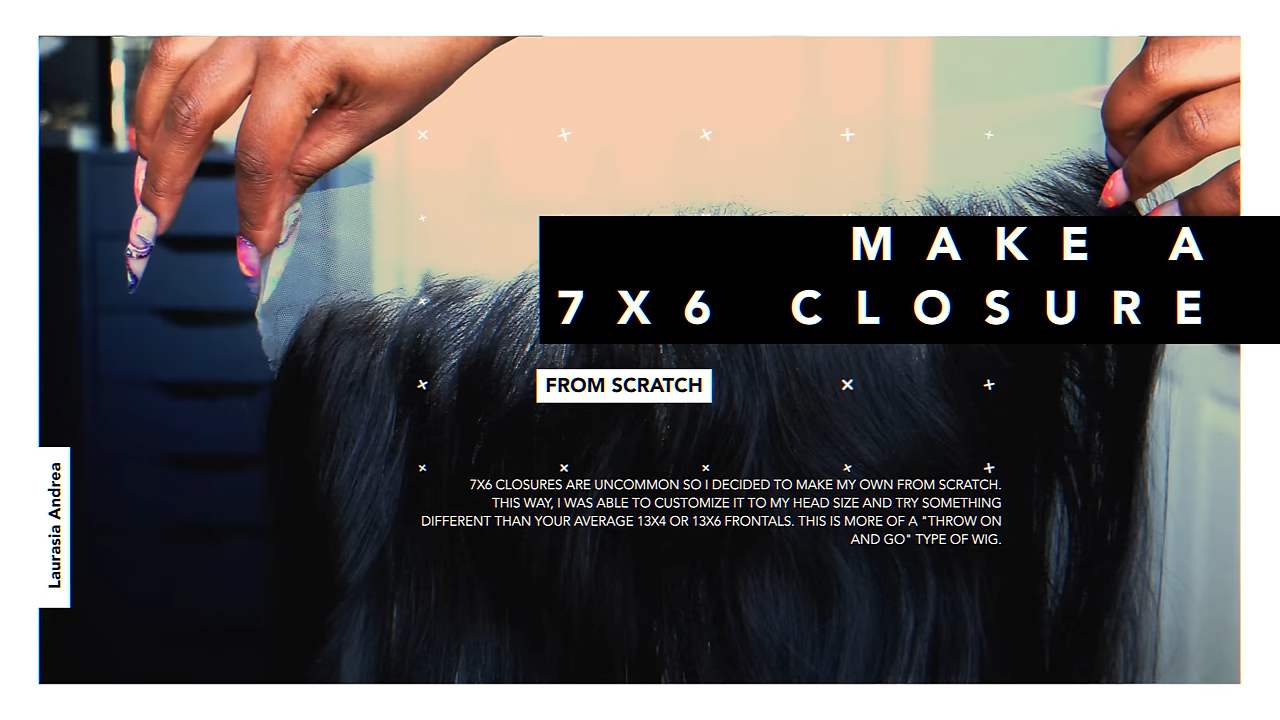 MAKE A
7X6 CLOSURE
FROM SCRATCH
7X6 CLOSURES ARE UNCOMMON SO I DECIDED TO MAKE MY OWN FROM SCRATCH.
THIS WAY, I WAS ABLE TO CUSTOMIZE IT TO MY HEAD SIZE AND TRY SOMETHING
DIFFERENT THAN YOUR AVERAGE 13X4 OR 13X6 FRONTALS. THIS IS MORE OF A "THROW ON
AND GO" TYPE OF WIG.
Laurasia Andrea